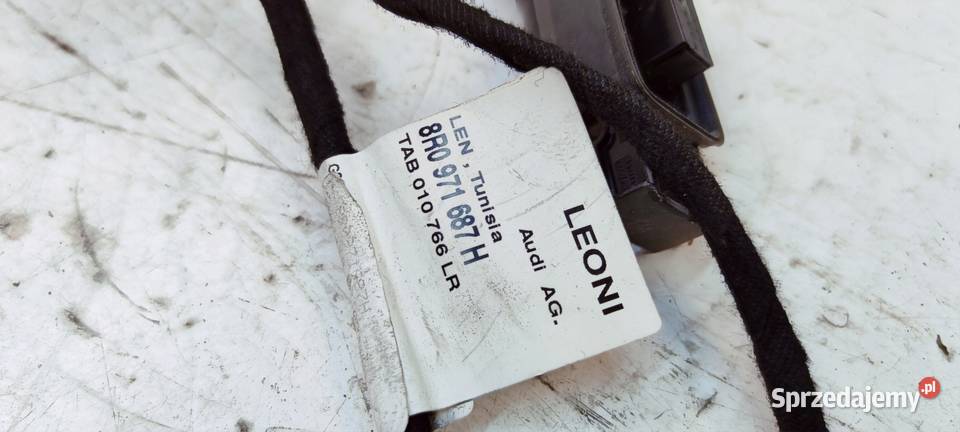 LEONI
Audi AG.
LEN , Tunisia
8R0 971 687 H
TAB 010 766 LR
Sprzedajemy.pl